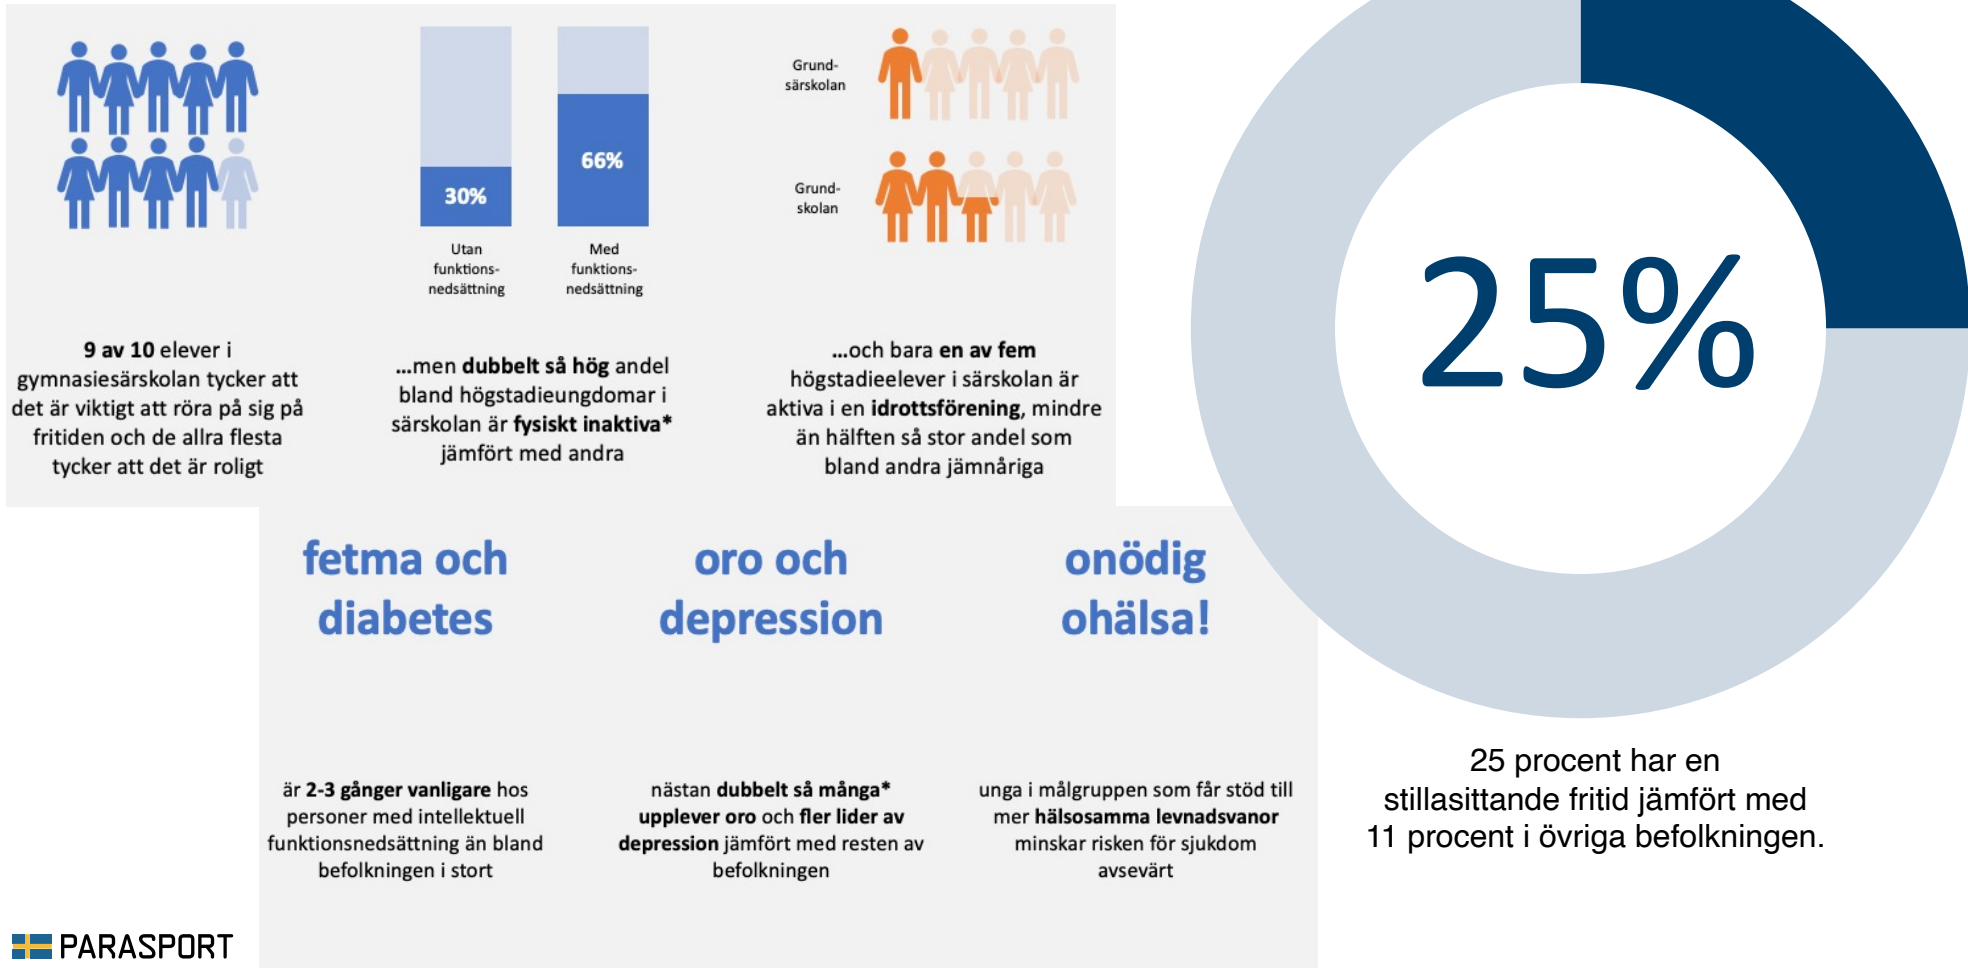 9 av 10 elever i
gymnasiesärskolan tycker att
det är viktigt att röra på sig på
fritiden och de allra flesta
tycker att det är roligt
30%
66%
Utan
funktions-
nedsättning
Med
funktions-
nedsättning
...men dubbelt så hög andel
bland högstadieungdomar i
särskolan är fysiskt inaktiva*
jämfört med andra
Grund-
särskolan
Grund-
skolan
...och bara en av fem
högstadieelever i särskolan är
aktiva i en idrottsförening, mindre
än hälften så stor andel som
bland andra jämnåriga
25%
25 procent har en
stillasittande fritid jämfört med
11 procent i övriga befolkningen.
fetma och
diabetes
är 2-3 gånger vanligare hos
personer med intellektuell
funktionsnedsättning än bland
befolkningen i stort
oro och
depression
nästan dubbelt så många*
upplever oro och fler lider av
depression jämfört med resten av
befolkningen
onödig
ohälsa!
unga i målgruppen som får stöd till
mer hälsosamma levnadsvanor
minskar risken för sjukdom
avsevärt
PARASPORT